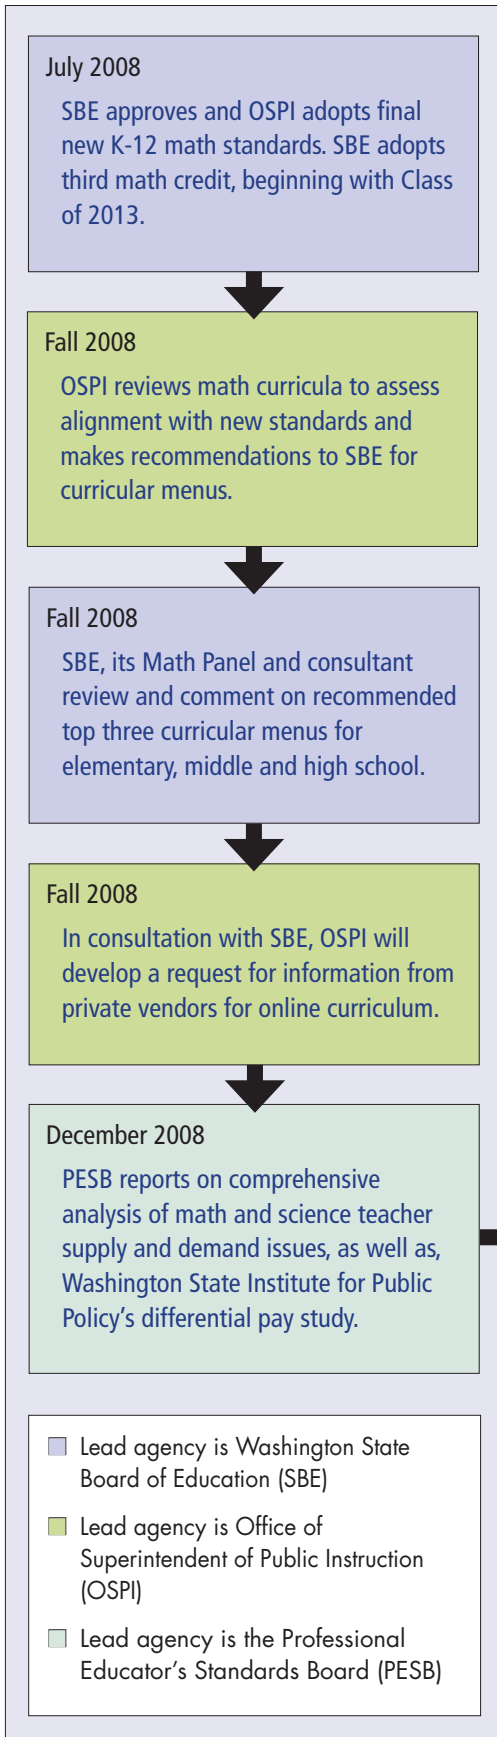 July 2008
SBE approves and OSPI adopts final
new K-12 math standards. SBE adopts
third math credit, beginning with Class
of 2013.
Fall 2008
OSPI reviews math curricula to assess
alignment with new standards and
makes recommendations to SBE for
curricular menus.
Fall 2008
SBE, its Math Panel and consultant
review and comment on recommended
top three curricular menus for
elementary, middle and high school.
Fall 2008
In consultation with SBE, OSPI will
develop a request for information from
private vendors for online curriculum.
December 2008
PESB reports on comprehensive
analysis of math and science teacher
supply and demand issues, as well as,
Washington State Institute for Public
Policy’s differential pay study.
Lead agency is Washington State
Board of Education (SBE)
Lead agency is Office of
Superintendent of Public Instruction
(OSPI)
Lead agency is the Professional
Educator’s Standards Board (PESB)